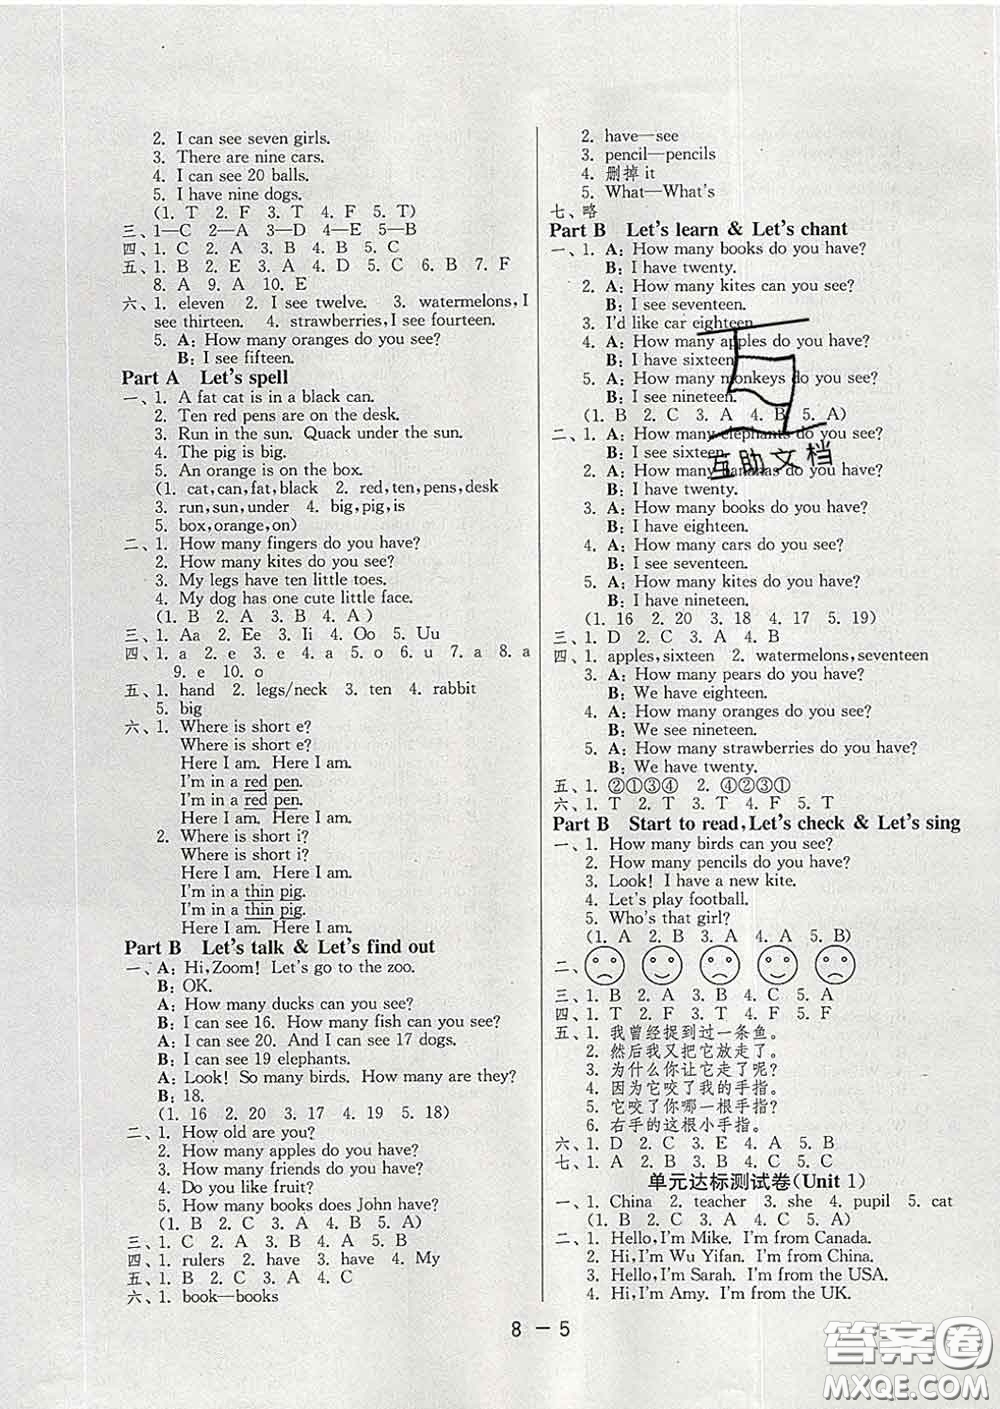 2. I can see seven girls.
3. There are nine cars.
4. I can see 20 balls.
5. I have nine dogs.
(1. T 2. F 3. T 4. F 5. T)
三、1—C 2—A 3—D 4—E 5—B
四、1. C 2. A 3. B 4. B 5. C
五、1. B 2. E 3. A 4. D 5. C 6. B 7. F
8. A 9. A 10. E
六、1. eleven 2. I see twelve. 3. watermelons, I
see thirteen. 4. strawberries, I see fourteen.
5. A: How many oranges do you see?
B: I see fifteen.
Part A Let's spell
一、1. A fat cat is in a black can.
2. Ten red pens are on the desk.
3. Run in the sun. Quack under the sun.
4. The pig is big.
5. An orange is on the box.
(1. cat, can, fat, black 2. red, ten, pens, desk
3. run, sun, under 4. big, pig, is
5. box, orange, on)
二、1. How many fingers do you have?
2. How many kites do you see?
3. My legs have ten little toes.
4. My dog has one cute little face.
(1. B 2. A 3. B 4. A)
三、1. Aa 2. Ee 3. Ii 4. Oo 5. Uu
四、1. a 2. e 3. e 4. a 5. o 6. u 7. a 8. a
9. e 10. o
五、1. hand 2. legs/neck 3. ten 4. rabbit
5. big
六、1. Where is short e?
Where is short e?
Here I am. Here I am.
I'm in a red pen.
I'm in a red pen.
Here I am. Here I am.
2. Where is short i?
Where is short i?
Here I am. Here I am.
I'm in a thin pig.
I'm in a thin pig.
Here I am. Here I am.
Part B Let's talk & Let's find out
一、A: Hi, Zoom! Let's go to the zoo.
B: OK.
A: How many ducks can you see?
B: I can see 16. How many fish can you see?
A: I can see 20. And I can see 17 dogs.
B: I can see 19 elephants.
A: Look! So many birds. How many are they?
B: 18.
(1. 16 2. 20 3. 17 4. 19 5. 18)
二、1. How old are you?
2. How many apples do you have?
3. How many friends do you have?
4. Do you like fruit?
5. How many books does John have?
(1. B 2. C 3. A 4. B 5. A)
三、1. C 2. A 3. B 4. A 5. B
四、1. rulers 2. have 3. have 4. My
五、1. B 2. C 3. A 4. C
六、1. book—books
2. have—see
3. pencil—pencils
4. 删掉 it
5. What—What's
七、略
Part B Let's learn & Let's chant
一、1. A: How many books do you have?
B: I have twenty.
2. A: How many kites can you see?
B: I see seventeen.
3. I'd like car eighteen.
4. A: How many apples do you have?
B: I have sixteen.
5. A: How many monkeys do you see?
B: I see nineteen.
(1. B 2. C 3. A 4. B 5. A)
二、1. A: How many elephants do you see?
B: I see sixteen.
2. A: How many bananas do you have?
B: I have twenty.
3. A: How many books do you have?
B: I have eighteen.
4. A: How many cars do you see?
B: I see seventeen.
5. A: How many kites do you have?
B: I have nineteen.
(1. 16 2. 20 3. 18 4. 17 5. 19)
三、1. D 2. C 3. A 4. B
四、1. apples, sixteen 2. watermelons, seventeen
3. A: How many pears do you have?
B: We have eighteen.
4. A: How many oranges do you see?
B: We see nineteen.
5. A: How many strawberries do you have?
B: We have twenty.
五、1. ②①③④ 2. ④②③①
六、1. T 2. T 3. T 4. F 5. T
Part B Start to read, Let's check & Let's sing
一、1. How many birds can you see?
2. How many pencils do you have?
3. Look! I have a new kite.
4. Let's play football.
5. Who's that girl?
(1. A 2. B 3. A 4. A 5. B)
二、
三、1. B 2. A 3. B 4. C 5. A
四、1. T 2. F 3. T 4. F 5. F
五、1. 我曾经捉到过一条鱼。
2. 然后我又把它放走了。
3. 为什么你让它走了呢?
4. 因为它咬了我的手指。
5. 它咬了你哪一根手指?
6. 右手的这根小手指。
六、1. D 2. C 3. E 4. A 5. B
七、1. A 2. B 3. B 4. C 5. C
单元达标测试卷(Unit 1)
一、1. China 2. teacher 3. she 4. pupil 5. cat
(1. B 2. C 3. A 4. C 5. A)
二、1. Hello, I'm Mike. I'm from Canada.
2. Hi, I'm Wu Yifan. I'm from China.
3. Hello, I'm Sarah. I'm from the USA.
4. Hi, I'm Amy. I'm from the UK.
8 — 5
互助文档
答案圈
MXQE.COM